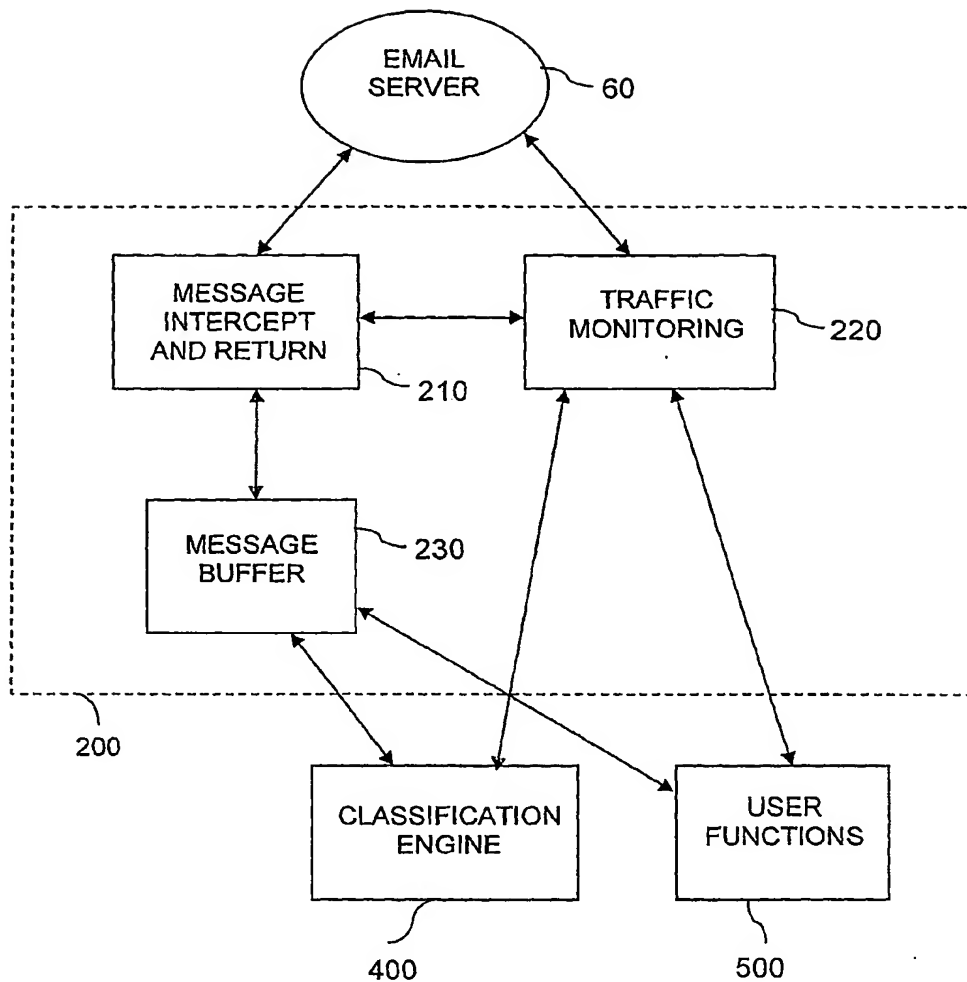 EMAIL
SERVER
60
MESSAGE
INTERCEPT
AND RETURN
210
TRAFFIC
MONITORING
220
MESSAGE
BUFFER
230
200
CLASSIFICATION
ENGINE
400
USER
FUNCTIONS
500